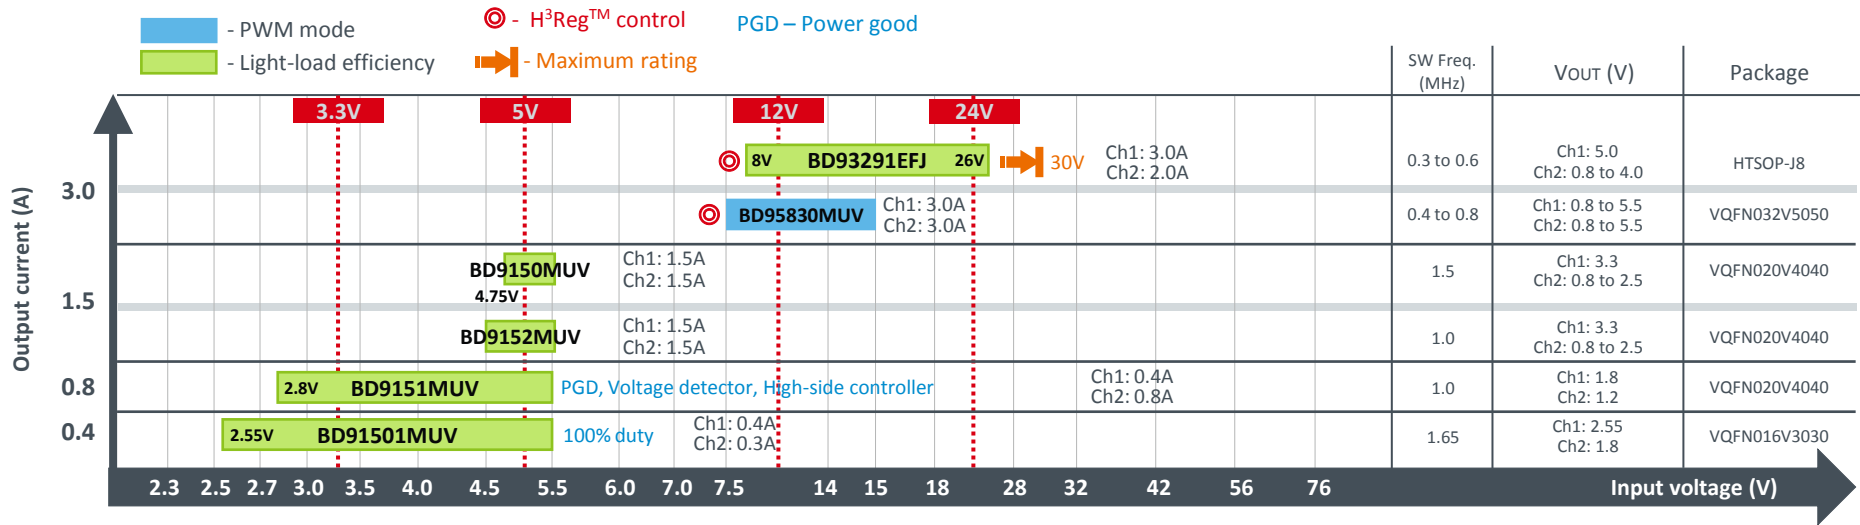 - PWM mode
- H³Reg™ control
PGD – Power good
- Light-load efficiency
- Maximum rating
SW Freq.
(MHz)
VOUT (V)
Package
3.3V
5V
12V
24V
8V BD93291EFJ 26V
30V
Ch1: 3.0A
Ch2: 2.0A
0.3 to 0.6
Ch1: 5.0
Ch2: 0.8 to 4.0
HTSOP-J8
3.0
BD95830MUV
Ch1: 3.0A
Ch2: 3.0A
0.4 to 0.8
Ch1: 0.8 to 5.5
Ch2: 0.8 to 5.5
VQFN032V5050
BD9150MUV
4.75V
Ch1: 1.5A
Ch2: 1.5A
1.5
Ch1: 3.3
Ch2: 0.8 to 2.5
VQFN020V4040
1.5
BD9152MUV
Ch1: 1.5A
Ch2: 1.5A
1.0
Ch1: 3.3
Ch2: 0.8 to 2.5
VQFN020V4040
0.8
2.8V BD9151MUV
PGD, Voltage detector, High-side controller
Ch1: 0.4A
Ch2: 0.8A
1.0
Ch1: 1.8
Ch2: 1.2
VQFN020V4040
0.4
2.55V BD91501MUV
100% duty
Ch1: 0.4A
Ch2: 0.3A
1.65
Ch1: 2.55
Ch2: 1.8
VQFN016V3030
Output current (A)
2.3 2.5 2.7 3.0 3.5 4.0 4.5 5.5 6.0 7.0 7.5 14 15 18 28 32 42 56 76
Input voltage (V)